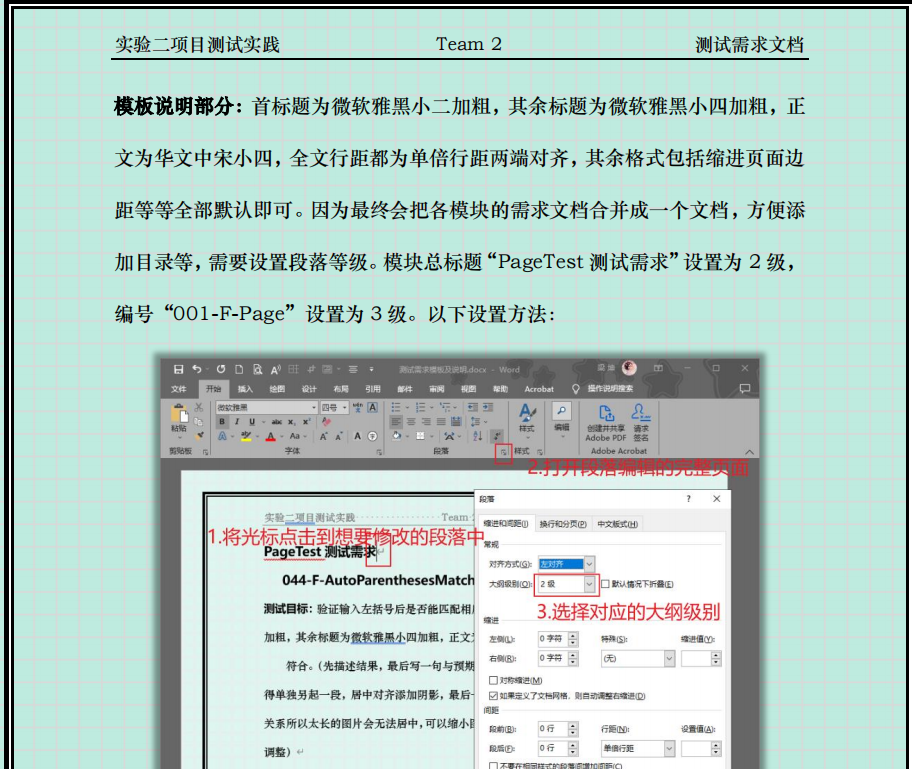 实验二项目测试实践 Team 2 测试需求文档
模板说明部分：首标题为微软雅黑小二加粗，其余标题为微软雅黑小四加粗，正
文为华文中宋小四，全文行距都为单倍行距两端对齐，其余格式包括缩进页面边
距等等全部默认即可。因为最终会把各模块的需求文档合并成一个文档，方便添
加目录等，需要设置段落等级。模块总标题“PageTest 测试需求”设置为 2 级，
编号“001-F-Page”设置为 3 级。以下设置方法：
测试需求模板及说明.docx - Word
文件 开始 插入 绘图 设计 布局 引用 邮件 审阅 视图 帮助 Acrobat 操作说明搜索
微软雅黑 四号
粘贴 样式 编辑 创建并共享 Adobe PDF 请求签名
剪贴板 字体 段落 样式 Adobe Acrobat
2.打开段落编辑的完整页面
段落 ? ×
实验二项目测试实践 Team
缩进和间距(I) 换行和分页(P) 中文版式(H)
1.将光标点击到想要修改的段落中
常规
PageTest 测试需求
对齐方式(G): 左对齐
044-F-AutoParenthesesMatch
大纲级别(O): 2 级 默认情况下折叠(E)
3.选择对应的大纲级别
测试目标：验证输入左括号后是否能匹配相
缩进
加粗，其余标题为微软雅黑小四加粗，正文
左侧(L): 0 字符 特殊(S): 缩进值(Y):
右侧(R): 0 字符 (无)
符合。（先描述结果，最后写一句与预期
对称缩进(M)
得单独另起一段，居中对齐添加阴影，最后
如果定义了文档网格，则自动调整右缩进(D)
间距
关系所以太长的图片会无法居中，可以缩小
段前(B): 0 行 行距(N): 设置值(A):
调整）
段后(F): 0 行 单倍行距
不要在相同样式的段落间增加间距(C)